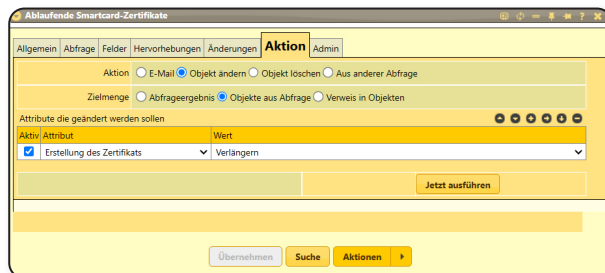 Ablaufende Smartcard-Zertifikate
Allgemein Abfrage Felder Hervorhebungen Änderungen Aktion Admin
Aktion E-Mail Objekt ändern Objekt löschen Aus anderer Abfrage
Zielmenge Abfrageergebnis Objekte aus Abfrage Verweis in Objekten
Attribute die geändert werden sollen
Aktiv Attribut Wert
Erstellung des Zertifikats Verlängern
Jetzt ausführen
Übernehmen Suche Aktionen